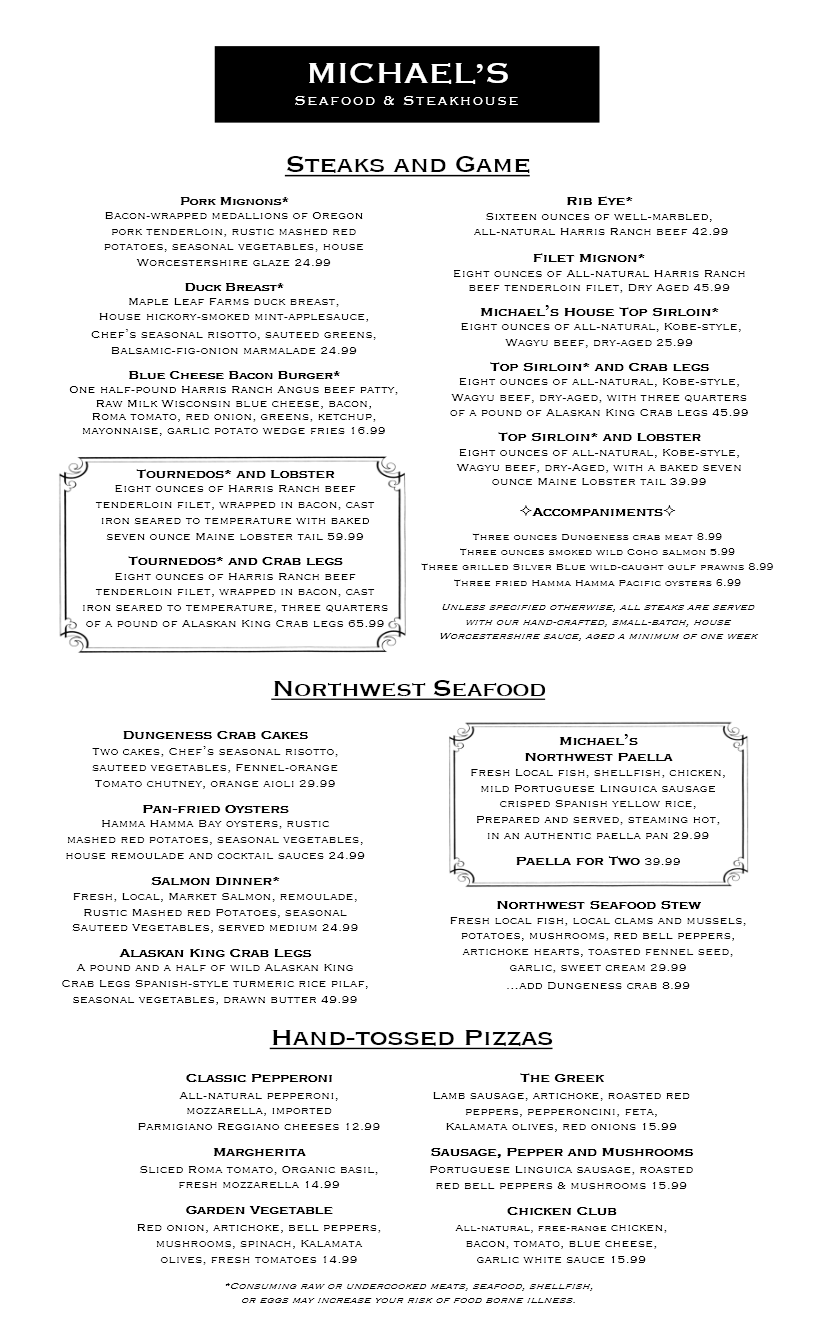 MICHAEL'S
SEAFOOD & STEAKHOUSE
STEAKS AND GAME
PORK MIGNONS*
BACON-WRAPPED MEDALLIONS OF OREGON
PORK TENDERLOIN, RUSTIC MASHED RED
POTATOES, SEASONAL VEGETABLES, HOUSE
WORCESTERSHIRE GLAZE 24.99
DUCK BREAST*
MAPLE LEAF FARMS DUCK BREAST,
HOUSE HICKORY-SMOKED MINT-APPLESAUCE,
CHEF'S SEASONAL RISOTTO, SAUTEED GREENS,
BALSAMIC-FIG-ONION MARMALADE 24.99
BLUE CHEESE BACON BURGER*
ONE HALF-POUND HARRIS RANCH ANGUS BEEF PATTY,
RAW MILK WISCONSIN BLUE CHEESE, BACON,
ROMA TOMATO, RED ONION, GREENS, KETCHUP,
MAYONNAISE, GARLIC POTATO WEDGE FRIES 16.99
TOURNEDOS* AND LOBSTER
EIGHT OUNCES OF HARRIS RANCH BEEF
TENDERLOIN FILET, WRAPPED IN BACON, CAST
IRON SEARED TO TEMPERATURE WITH BAKED
SEVEN OUNCE MAINE LOBSTER TAIL 59.99
TOURNEDOS* AND CRAB LEGS
EIGHT OUNCES OF HARRIS RANCH BEEF
TENDERLOIN FILET, WRAPPED IN BACON, CAST
IRON SEARED TO TEMPERATURE, THREE QUARTERS
OF A POUND OF ALASKAN KING CRAB LEGS 65.99
RIB EYE*
SIXTEEN OUNCES OF WELL-MARBLED,
ALL-NATURAL HARRIS RANCH BEEF 42.99
FILET MIGNON*
EIGHT OUNCES OF ALL-NATURAL HARRIS RANCH
BEEF TENDERLOIN FILET, DRY AGED 45.99
MICHAEL'S HOUSE TOP SIRLOIN*
EIGHT OUNCES OF ALL-NATURAL, KOBE-STYLE,
WAGYU BEEF, DRY-AGED 25.99
TOP SIRLOIN* AND CRAB LEGS
EIGHT OUNCES OF ALL-NATURAL, KOBE-STYLE,
WAGYU BEEF, DRY-AGED, WITH THREE QUARTERS
OF A POUND OF ALASKAN KING CRAB LEGS 45.99
TOP SIRLOIN* AND LOBSTER
EIGHT OUNCES OF ALL-NATURAL, KOBE-STYLE,
WAGYU BEEF, DRY-AGED, WITH A BAKED SEVEN
OUNCE MAINE LOBSTER TAIL 39.99
✧ACCOMPANIMENTS✧
THREE OUNCES DUNGENESS CRAB MEAT 8.99
THREE OUNCES SMOKED WILD COHO SALMON 5.99
THREE GRILLED SILVER BLUE WILD-CAUGHT GULF PRAWNS 8.99
THREE FRIED HAMMA HAMMA PACIFIC OYSTERS 6.99
UNLESS SPECIFIED OTHERWISE, ALL STEAKS ARE SERVED
WITH OUR HAND-CRAFTED, SMALL-BATCH, HOUSE
WORCESTERSHIRE SAUCE, AGED A MINIMUM OF ONE WEEK
NORTHWEST SEAFOOD
DUNGENESS CRAB CAKES
TWO CAKES, CHEF'S SEASONAL RISOTTO,
SAUTEED VEGETABLES, FENNEL-ORANGE
TOMATO CHUTNEY, ORANGE AIOLI 29.99
PAN-FRIED OYSTERS
HAMMA HAMMA BAY OYSTERS, RUSTIC
MASHED RED POTATOES, SEASONAL VEGETABLES,
HOUSE REMOULADE AND COCKTAIL SAUCES 24.99
SALMON DINNER*
FRESH, LOCAL, MARKET SALMON, REMOULADE,
RUSTIC MASHED RED POTATOES, SEASONAL
SAUTEED VEGETABLES, SERVED MEDIUM 24.99
ALASKAN KING CRAB LEGS
A POUND AND A HALF OF WILD ALASKAN KING
CRAB LEGS SPANISH-STYLE TURMERIC RICE PILAF,
SEASONAL VEGETABLES, DRAWN BUTTER 49.99
MICHAEL'S
NORTHWEST PAELLA
FRESH LOCAL FISH, SHELLFISH, CHICKEN,
MILD PORTUGUESE LINGUICA SAUSAGE
CRISPED SPANISH YELLOW RICE,
PREPARED AND SERVED, STEAMING HOT,
IN AN AUTHENTIC PAELLA PAN 29.99
PAELLA FOR TWO 39.99
NORTHWEST SEAFOOD STEW
FRESH LOCAL FISH, LOCAL CLAMS AND MUSSELS,
POTATOES, MUSHROOMS, RED BELL PEPPERS,
ARTICHOKE HEARTS, TOASTED FENNEL SEED,
GARLIC, SWEET CREAM 29.99
...ADD DUNGENESS CRAB 8.99
HAND-TOSSED PIZZAS
CLASSIC PEPPERONI
ALL-NATURAL PEPPERONI,
MOZZARELLA, IMPORTED
PARMIGIANO REGGIANO CHEESES 12.99
MARGHERITA
SLICED ROMA TOMATO, ORGANIC BASIL,
FRESH MOZZARELLA 14.99
GARDEN VEGETABLE
RED ONION, ARTICHOKE, BELL PEPPERS,
MUSHROOMS, SPINACH, KALAMATA
OLIVES, FRESH TOMATOES 14.99
THE GREEK
LAMB SAUSAGE, ARTICHOKE, ROASTED RED
PEPPERS, PEPPERONCINI, FETA,
KALAMATA OLIVES, RED ONIONS 15.99
SAUSAGE, PEPPER AND MUSHROOMS
PORTUGUESE LINGUICA SAUSAGE, ROASTED
RED BELL PEPPERS & MUSHROOMS 15.99
CHICKEN CLUB
ALL-NATURAL, FREE-RANGE CHICKEN,
BACON, TOMATO, BLUE CHEESE,
GARLIC WHITE SAUCE 15.99
*CONSUMING RAW OR UNDERCOOKED MEATS, SEAFOOD, SHELLFISH,
OR EGGS MAY INCREASE YOUR RISK OF FOOD BORNE ILLNESS.